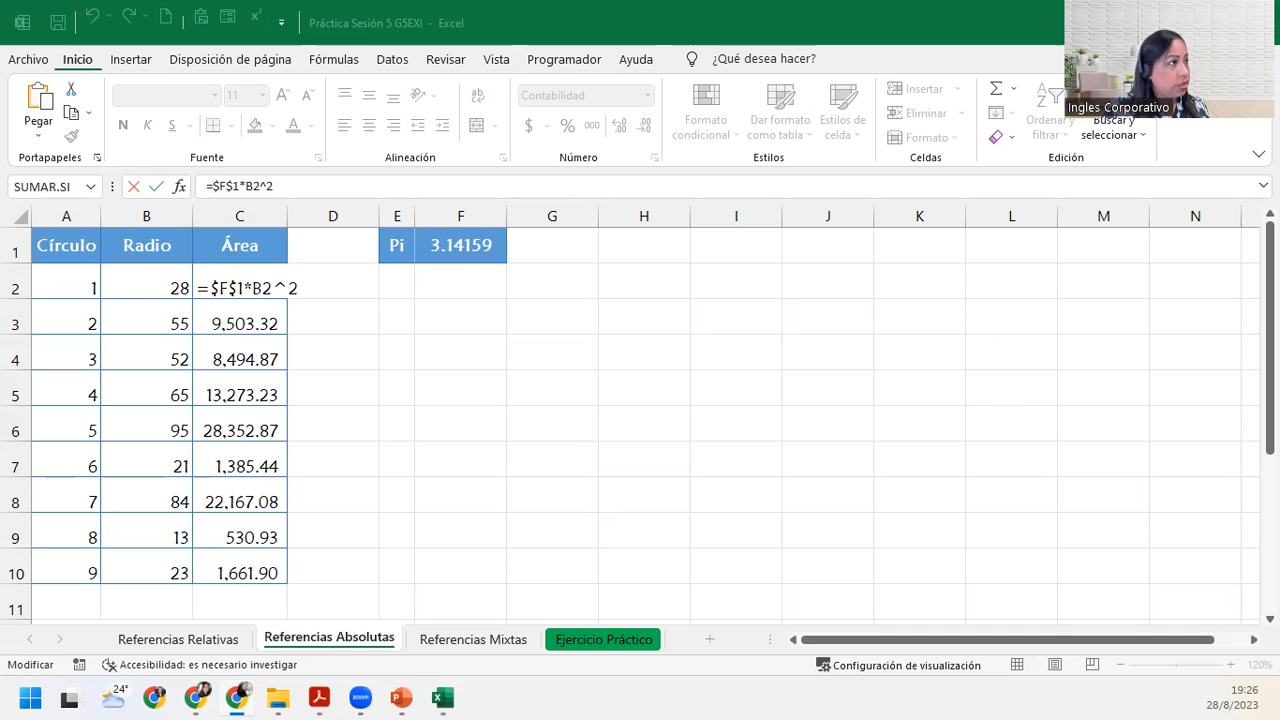 Práctica Sesión 5 G5EXI - Excel
Archivo Inicio Insertar Disposición de página Fórmulas Datos Revisar Programador Ayuda ¿Qué desea hacer?
Ingles Corporativo
Pegar
11
N K S
A A
% 000
Formato condicional
Dar formato como tabla
Estilos de
Insertar
Eliminar
Formato
Ordenar y filtrar
Buscar y seleccionar
Portapapeles Fuente Alineación Número Estilos Celdas Edición
SUMAR.SI fx =$F$1*B2^2
A B C D E F G H I J K L M N
1 Círculo Radio Área Pi 3.14159
2 1 28 =$F$1*B2^2
3 2 55 9,503.32
4 3 52 8,494.87
5 4 65 13,273.23
6 5 95 28,352.87
7 6 21 1,385.44
8 7 84 22,167.08
9 8 13 530.93
10 9 23 1,661.90
11
Referencias Relativas Referencias Absolutas Referencias Mixtas Ejercicio Práctico
Modificar Accesibilidad: es necesario investigar Configuración de visualización 120%
24°
zoom
19:26
28/8/2023